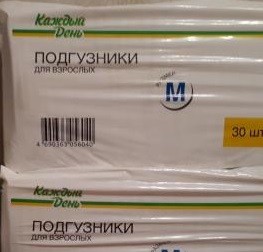 Каждый
День
ПОДГУЗНИКИ
ДЛЯ ВЗРОСЛЫХ
M
30 шт
Каждый
День
ПОДГУЗНИКИ
ДЛЯ ВЗРОСЛЫХ